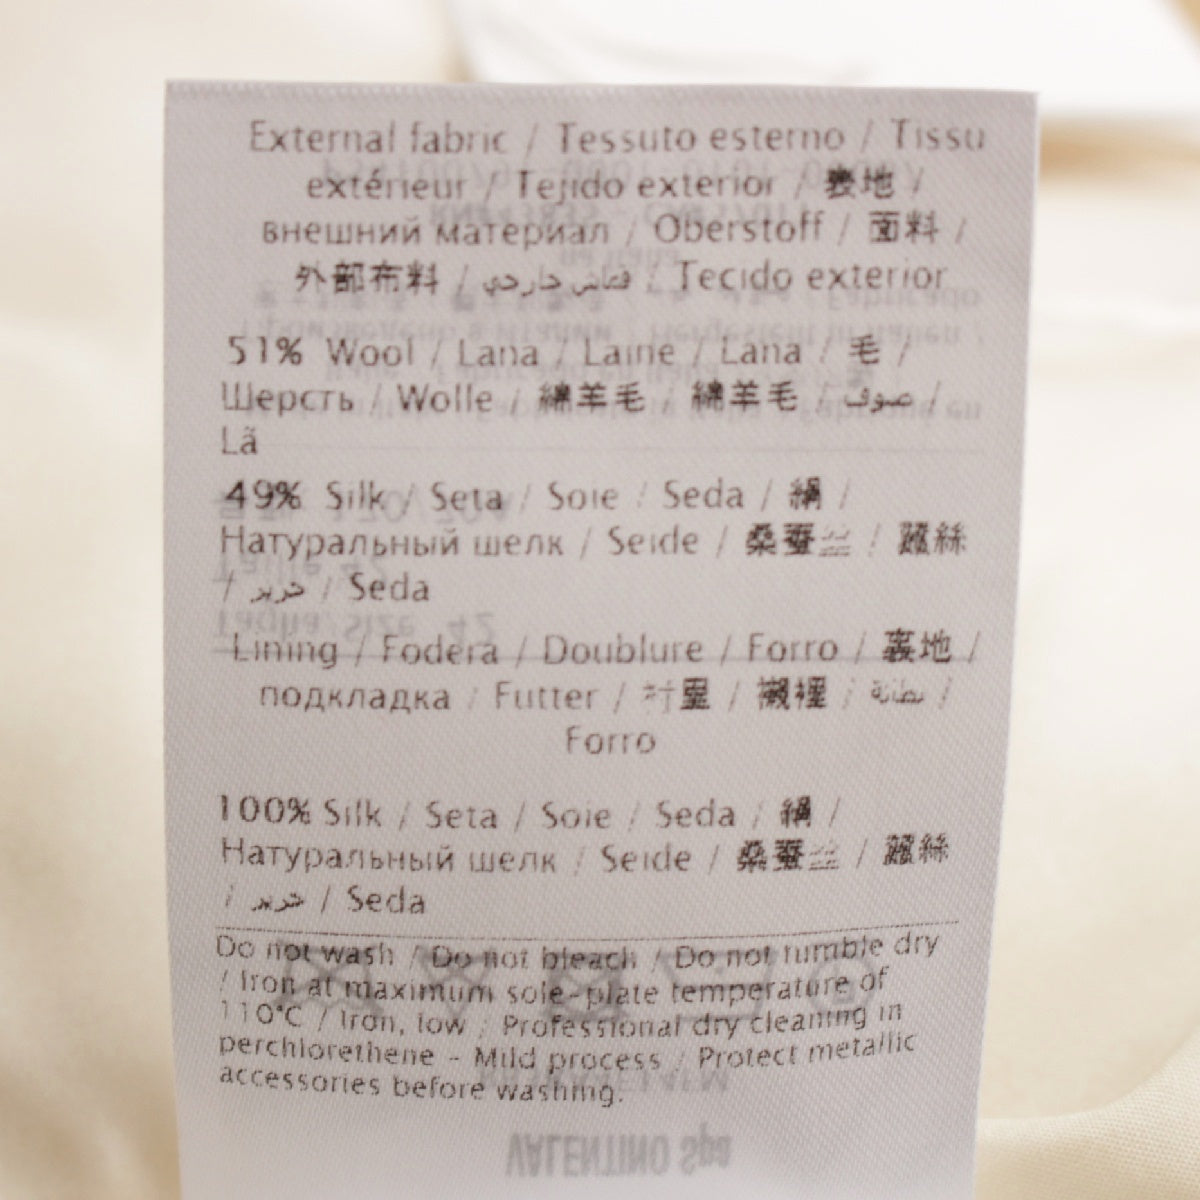 External fabric / Tessuto esterno / Tissu
extérieur / Tejido exterior / 表地 /
внешний материал / Oberstoff / 面料 /
外部布料 / قماش خارجي / Tecido exterior
51% Wool / Lana / Laine / Lana / 毛 /
Шерсть / Wolle / 綿羊毛 / 綿羊毛 / صوف /
Lã
49% Silk / Seta / Soie / Seda / 絹 /
Натуральный шелк / Seide / 桑蚕丝 / 蠶絲
/ حرير / Seda
Lining / Fodera / Doublure / Forro / 裏地 /
подкладка / Futter / 衬里 / 襯裡 / بطانة /
Forro
100% Silk / Seta / Soie / Seda / 絹 /
Натуральный шелк / Seide / 桑蚕丝 / 蠶絲
/ حرير / Seda
Do not wash / Do not bleach / Do not tumble dry
/ Iron at maximum sole-plate temperature of
110°C / Iron, low / Professional dry cleaning in
perchlorethene - Mild process / Protect metallic
accessories before washing.
VALENTINO Spa